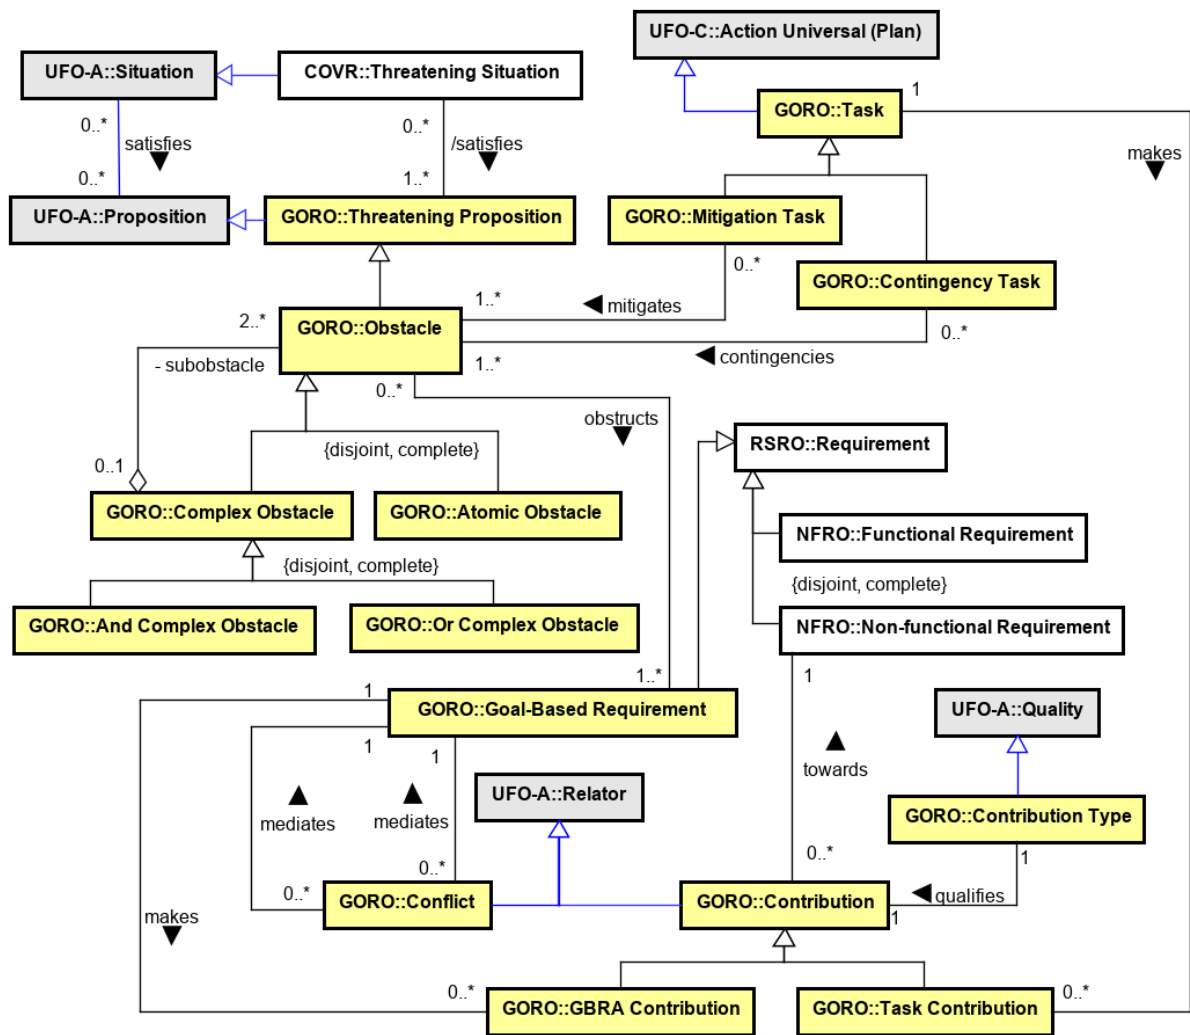 UFO-C::Action Universal (Plan)
UFO-A::Situation
COVR::Threatening Situation
1
GORO::Task
0..*
0..*
satisfies
/satisfies
makes
0..*
1..*
UFO-A::Proposition
GORO::Threatening Proposition
GORO::Mitigation Task
0..*
GORO::Contingency Task
1..*
mitigates
2..*
GORO::Obstacle
0..*
- subobstacle
1..*
contingencies
0..*
obstructs
RSRO::Requirement
{disjoint, complete}
0..1
GORO::Complex Obstacle
GORO::Atomic Obstacle
NFRO::Functional Requirement
{disjoint, complete}
{disjoint, complete}
GORO::And Complex Obstacle
GORO::Or Complex Obstacle
NFRO::Non-functional Requirement
1..*
1
1
GORO::Goal-Based Requirement
UFO-A::Quality
1
1
towards
UFO-A::Relator
mediates
mediates
GORO::Contribution Type
0..*
0..*
1
0..*
GORO::Conflict
GORO::Contribution
qualifies
1
makes
0..*
0..*
GORO::GBRA Contribution
GORO::Task Contribution